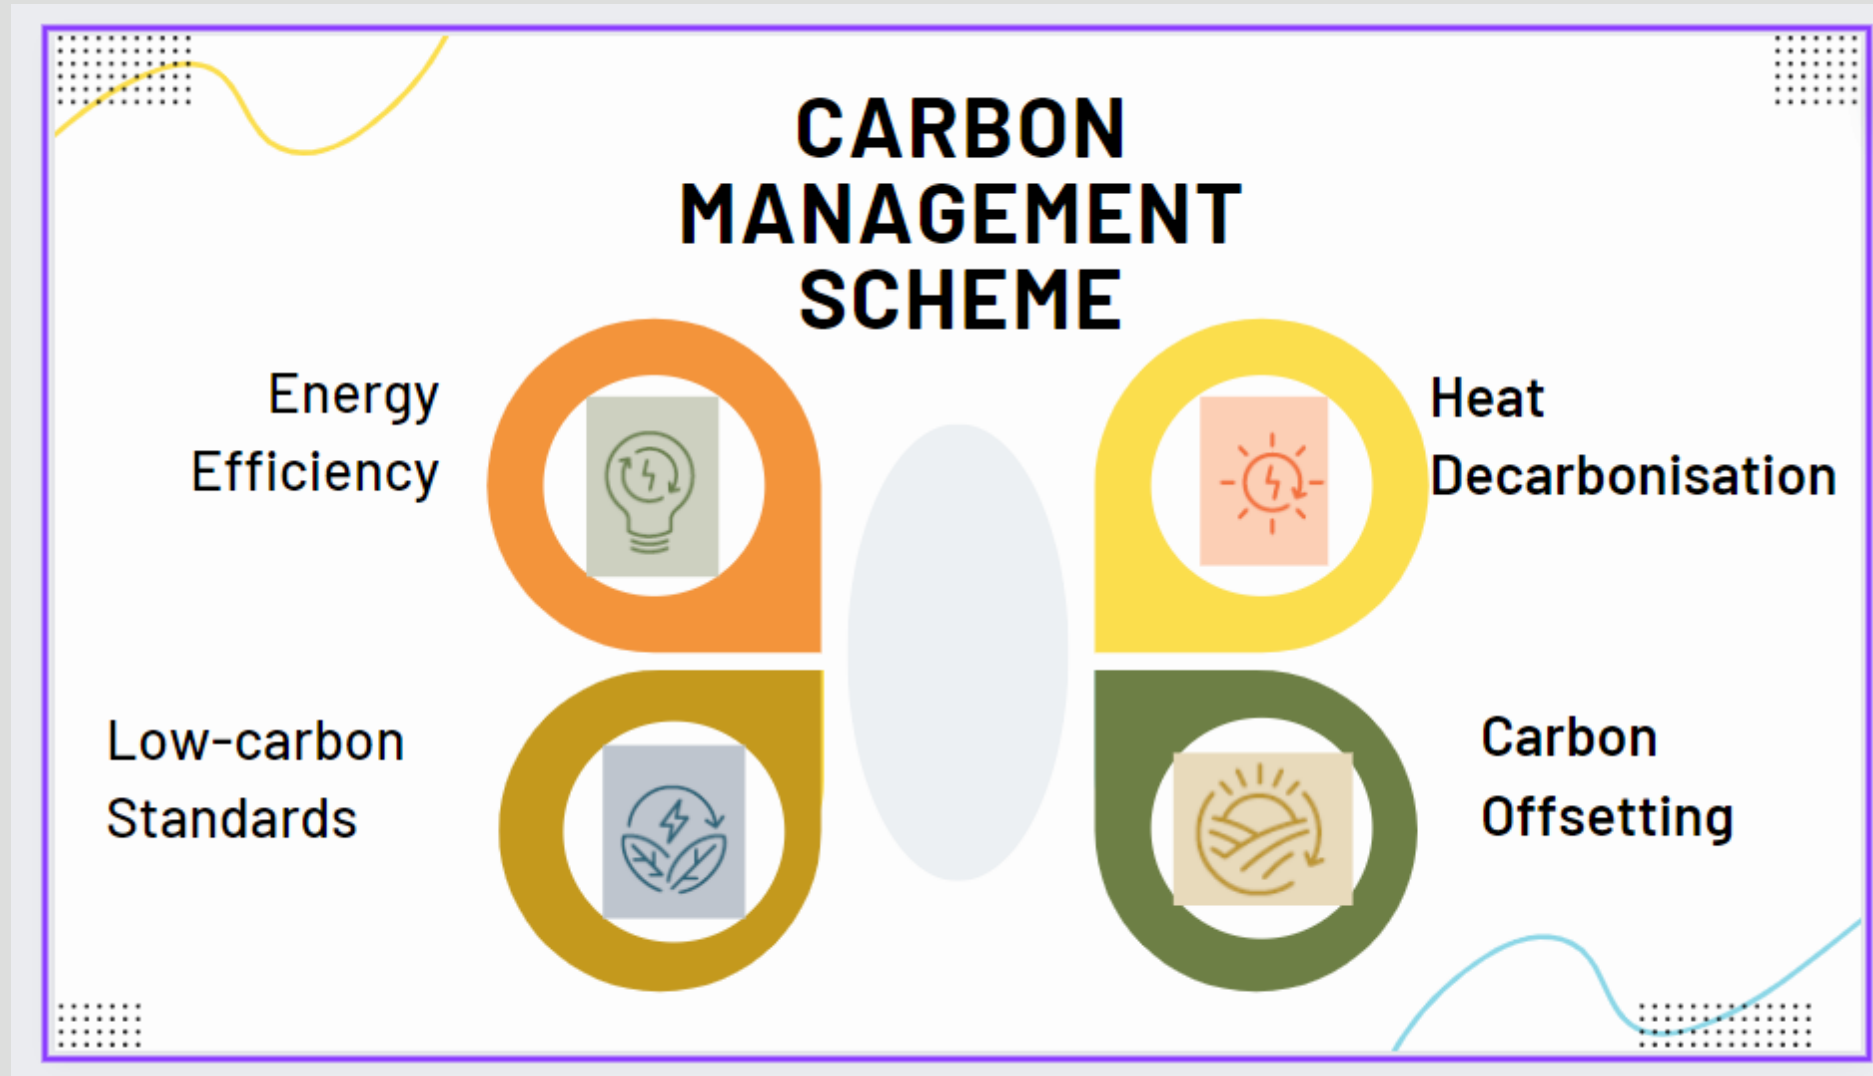 CARBON
MANAGEMENT
SCHEME
Energy
Efficiency
Heat
Decarbonisation
Low-carbon
Standards
Carbon
Offsetting